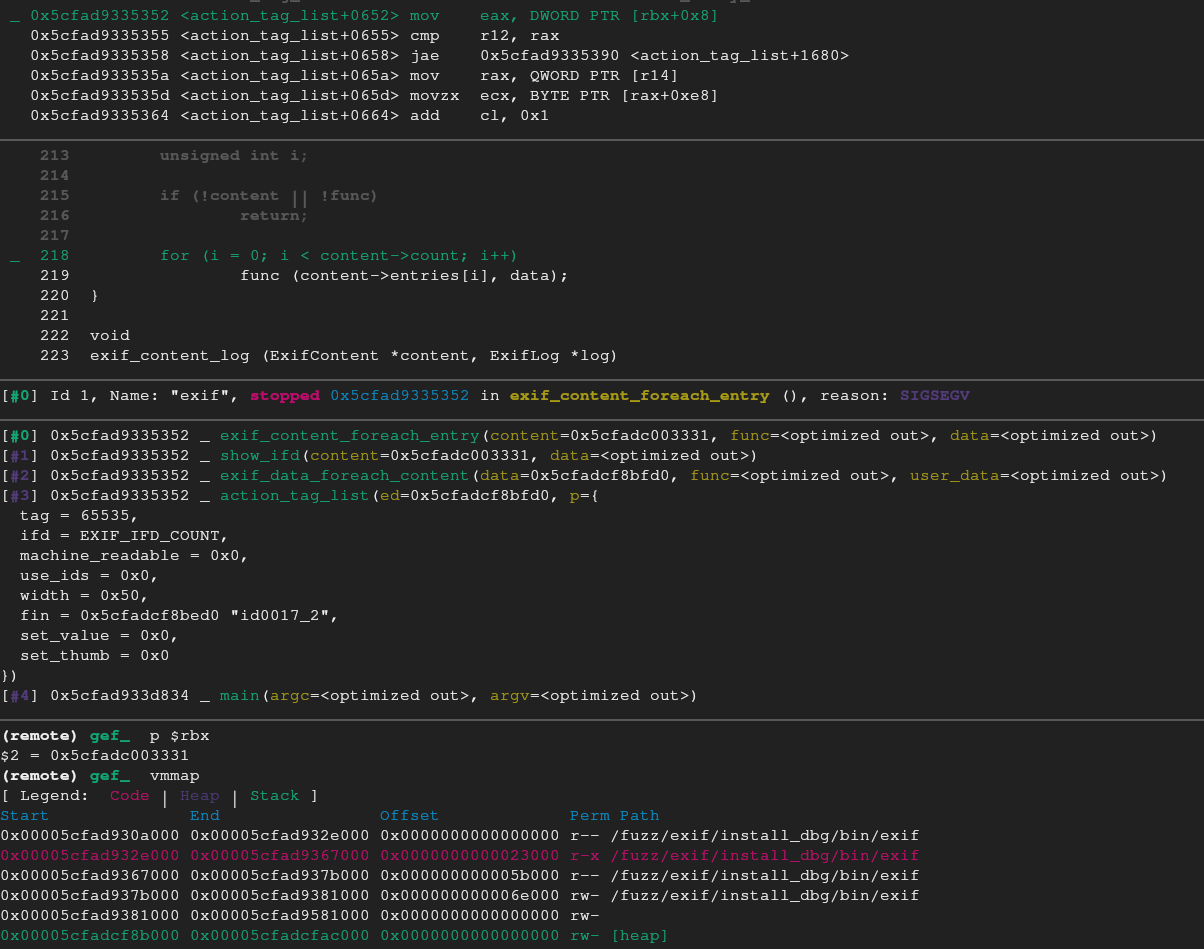 _ 0x5cfad9335352 <action_tag_list+0652> mov    eax, DWORD PTR [rbx+0x8]
0x5cfad9335355 <action_tag_list+0655> cmp    r12, rax
0x5cfad9335358 <action_tag_list+0658> jae    0x5cfad9335390 <action_tag_list+1680>
0x5cfad933535a <action_tag_list+065a> mov    rax, QWORD PTR [r14]
0x5cfad933535d <action_tag_list+065d> movzx  ecx, BYTE PTR [rax+0xe8]
0x5cfad9335364 <action_tag_list+0664> add    cl, 0x1
213         unsigned int i;
214
215         if (!content || !func)
216                 return;
217
_  218         for (i = 0; i < content->count; i++)
219                 func (content->entries[i], data);
220  }
221
222  void
223  exif_content_log (ExifContent *content, ExifLog *log)
[#0] Id 1, Name: "exif", stopped 0x5cfad9335352 in exif_content_foreach_entry (), reason: SIGSEGV
[#0] 0x5cfad9335352 _ exif_content_foreach_entry(content=0x5cfadc003331, func=<optimized out>, data=<optimized out>)
[#1] 0x5cfad9335352 _ show_ifd(content=0x5cfadc003331, data=<optimized out>)
[#2] 0x5cfad9335352 _ exif_data_foreach_content(data=0x5cfadcf8bfd0, func=<optimized out>, user_data=<optimized out>)
[#3] 0x5cfad9335352 _ action_tag_list(ed=0x5cfadcf8bfd0, p={
tag = 65535,
ifd = EXIF_IFD_COUNT,
machine_readable = 0x0,
use_ids = 0x0,
width = 0x50,
fin = 0x5cfadcf8bed0 "id0017_2",
set_value = 0x0,
set_thumb = 0x0
})
[#4] 0x5cfad933d834 _ main(argc=<optimized out>, argv=<optimized out>)
(remote) gef_  p $rbx
$2 = 0x5cfadc003331
(remote) gef_  vmmap
[ Legend:  Code | Heap | Stack ]
Start              End                Offset             Perm Path
0x00005cfad930a000 0x00005cfad932e000 0x0000000000000000 r-- /fuzz/exif/install_dbg/bin/exif
0x00005cfad932e000 0x00005cfad9367000 0x0000000000023000 r-x /fuzz/exif/install_dbg/bin/exif
0x00005cfad9367000 0x00005cfad937b000 0x000000000005b000 r-- /fuzz/exif/install_dbg/bin/exif
0x00005cfad937b000 0x00005cfad9381000 0x000000000006e000 rw- /fuzz/exif/install_dbg/bin/exif
0x00005cfad9381000 0x00005cfad9581000 0x0000000000000000 rw-
0x00005cfadcf8b000 0x00005cfadcfac000 0x0000000000000000 rw- [heap]